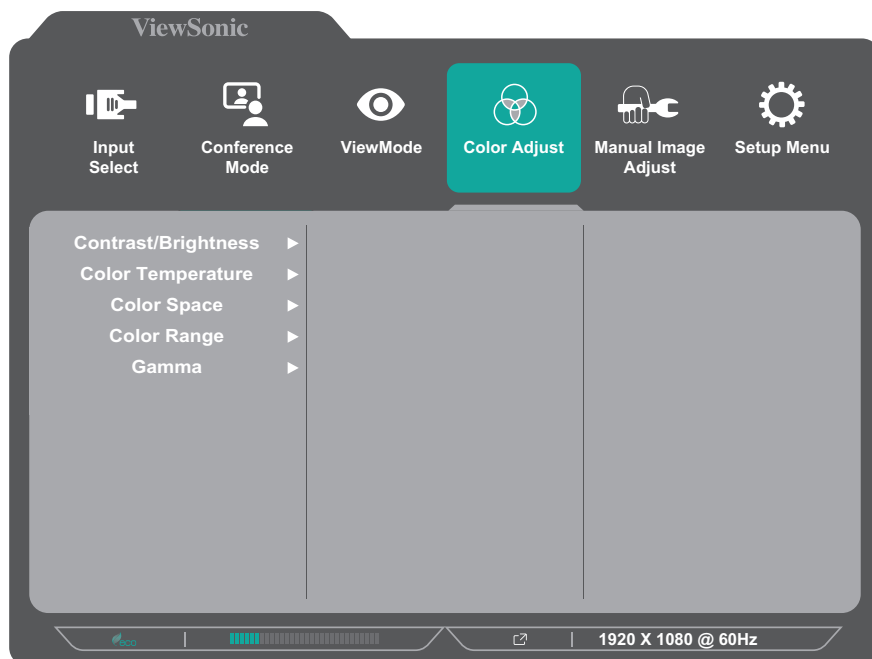 ViewSonic
Input
Select
Conference
Mode
ViewMode
Color Adjust
Manual Image
Adjust
Setup Menu
Contrast/Brightness
Color Temperature
Color Space
Color Range
Gamma
eco
1920 X 1080 @ 60Hz